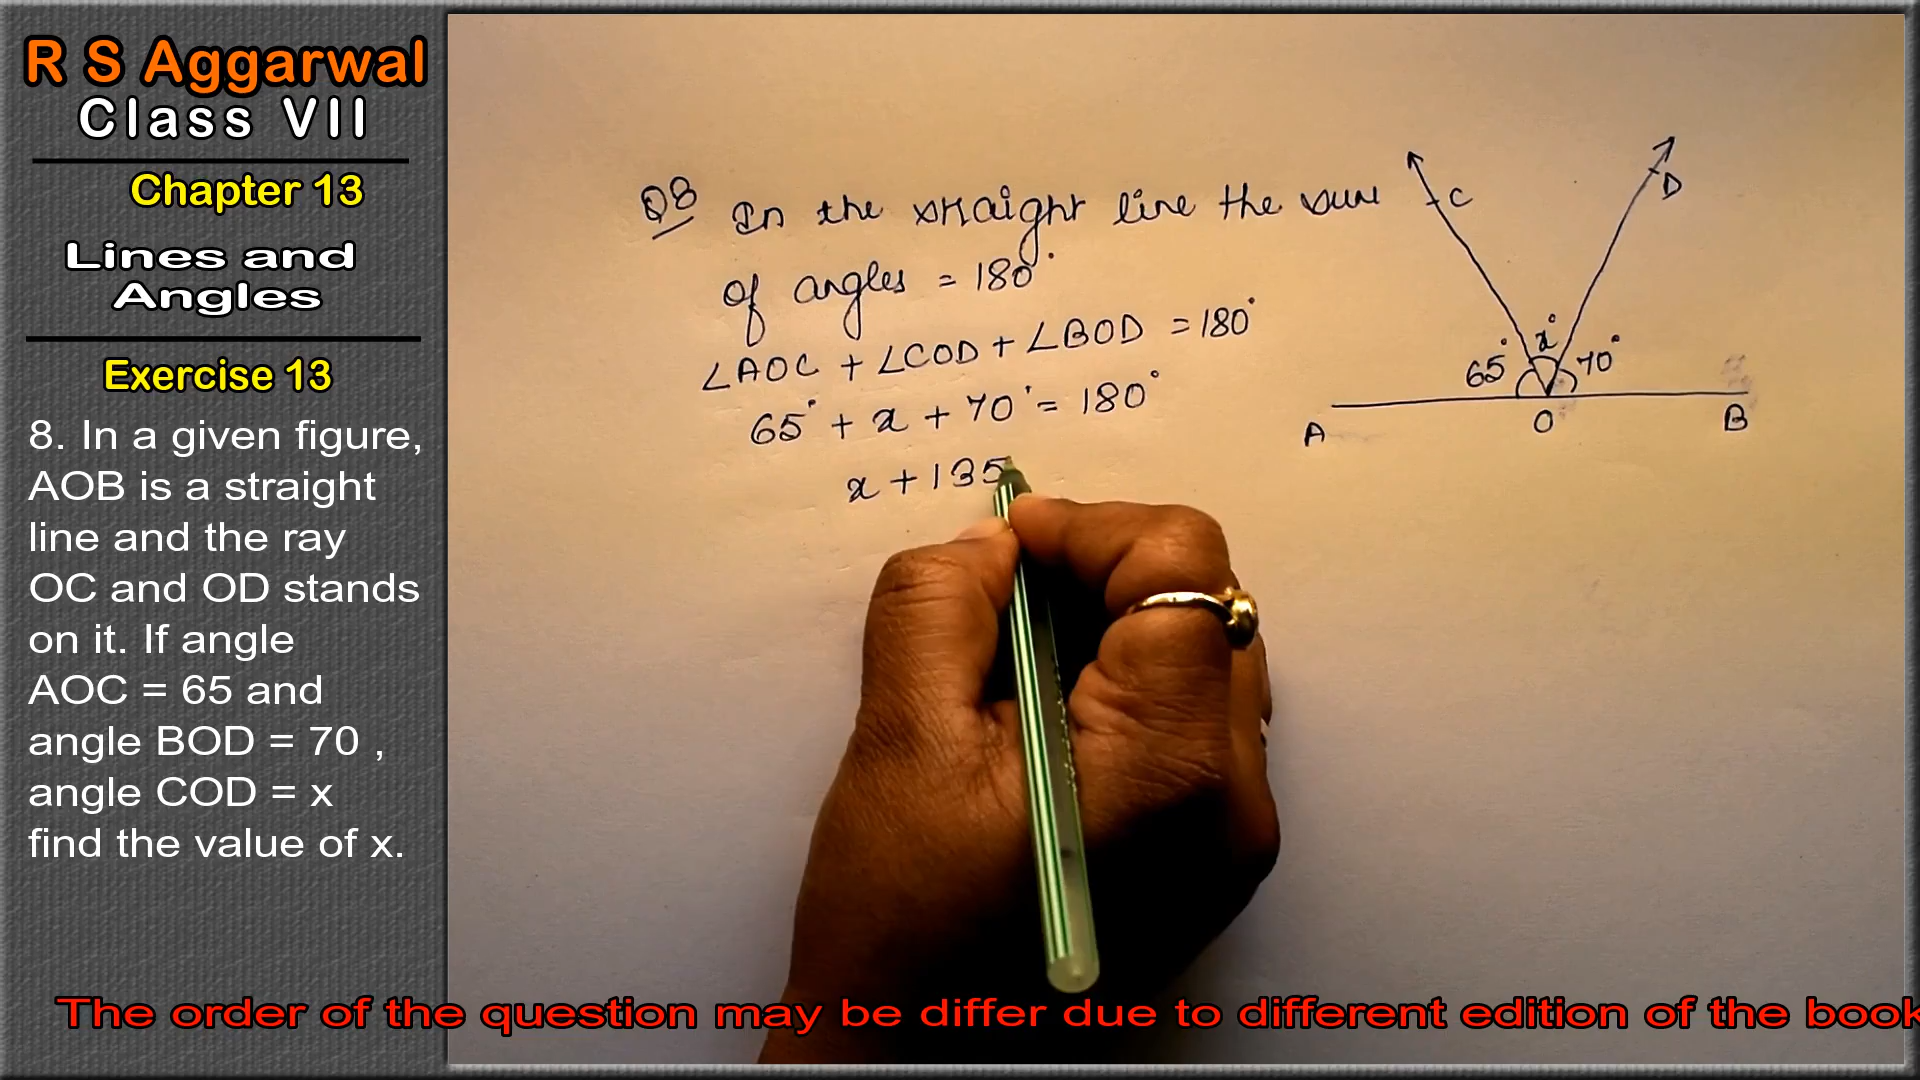 R S Aggarwal
Class VII
Chapter 13
Lines and
Angles
Exercise 13
8. In a given figure,
AOB is a straight
line and the ray
OC and OD stands
on it. If angle
AOC = 65 and
angle BOD = 70 ,
angle COD = x
find the value of x.
Q8 In the straight line the sum
of angles = 180°
∠AOC + ∠COD + ∠BOD = 180°
65° + x + 70° = 180°
x + 135
C
D
65° x° 70°
A O B
The order of the question may be differ due to different edition of the book